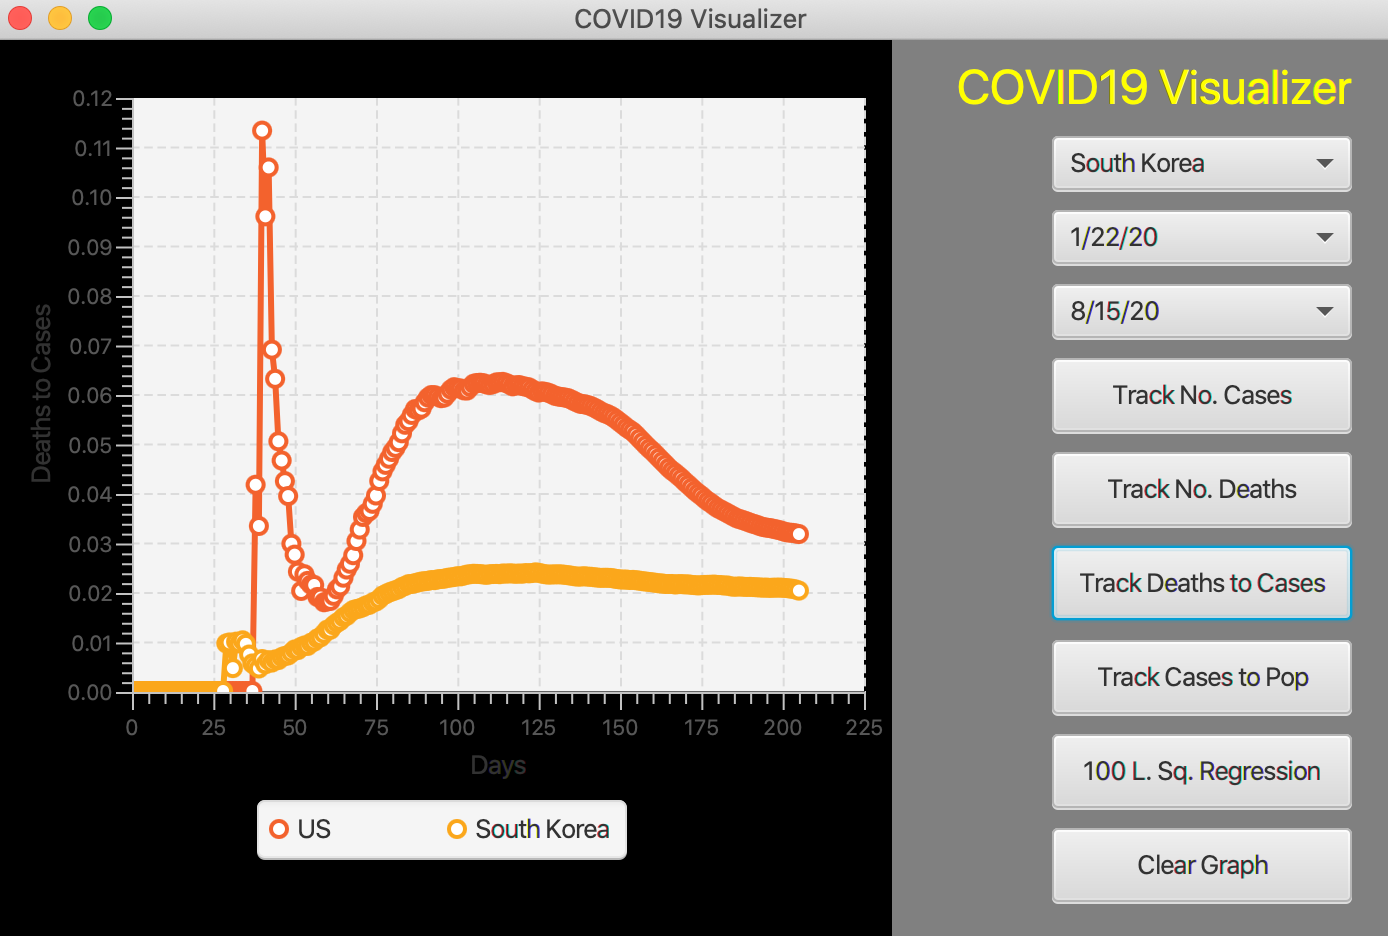 COVID19 Visualizer
COVID19 Visualizer
South Korea
1/22/20
8/15/20
Track No. Cases
Track No. Deaths
Track Deaths to Cases
Track Cases to Pop
100 L. Sq. Regression
Clear Graph
Deaths to Cases
0.12
0.11
0.10
0.09
0.08
0.07
0.06
0.05
0.04
0.03
0.02
0.01
0.00
0 25 50 75 100 125 150 175 200 225
Days
US South Korea